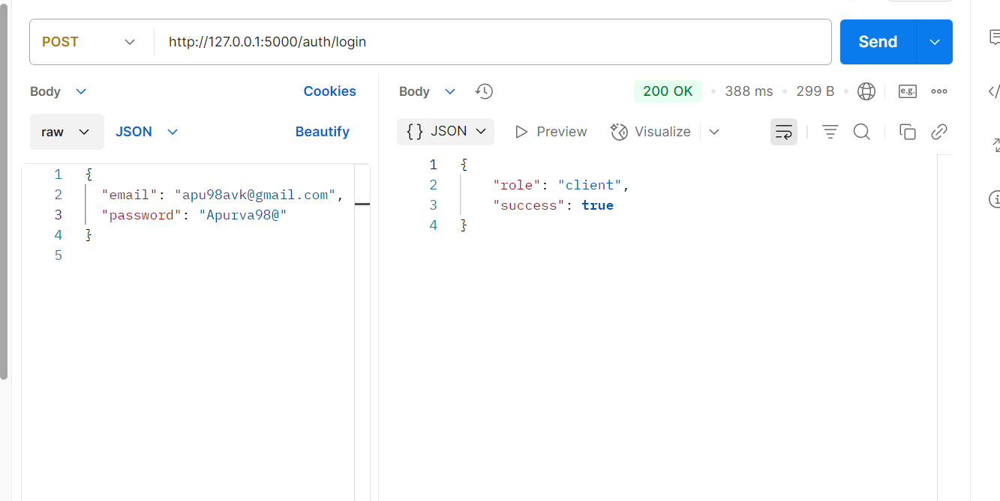 POST http://127.0.0.1:5000/auth/login Send
Body Cookies
raw JSON Beautify
1 {
2 "email": "apu98avk@gmail.com",
3 "password": "Apurva98@"
4 }
5
Body 200 OK • 388 ms • 299 B • e.g.
{} JSON Preview Visualize
1 {
2 "role": "client",
3 "success": true
4 }